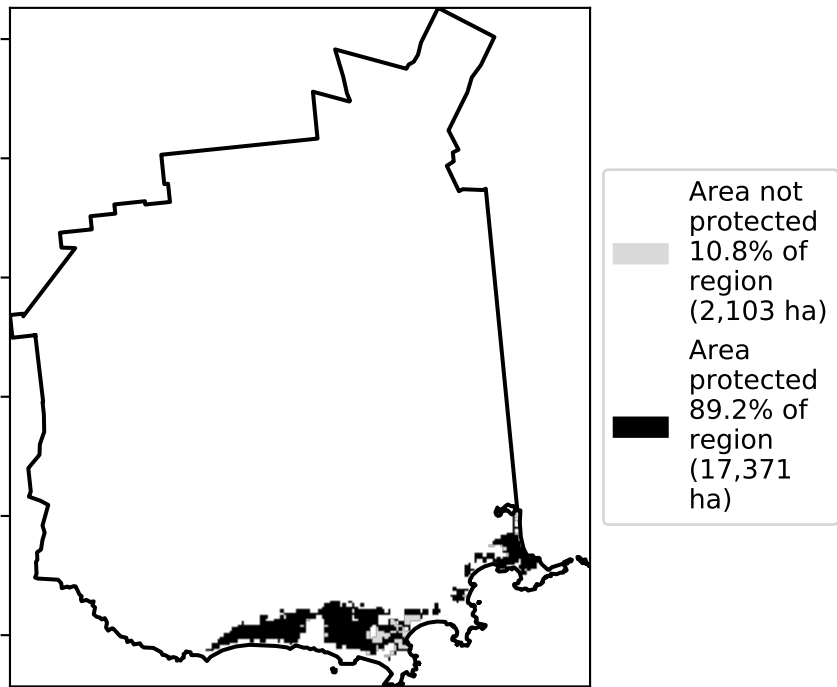 Area not
protected
10.8% of
region
(2,103 ha)
Area
protected
89.2% of
region
(17,371
ha)